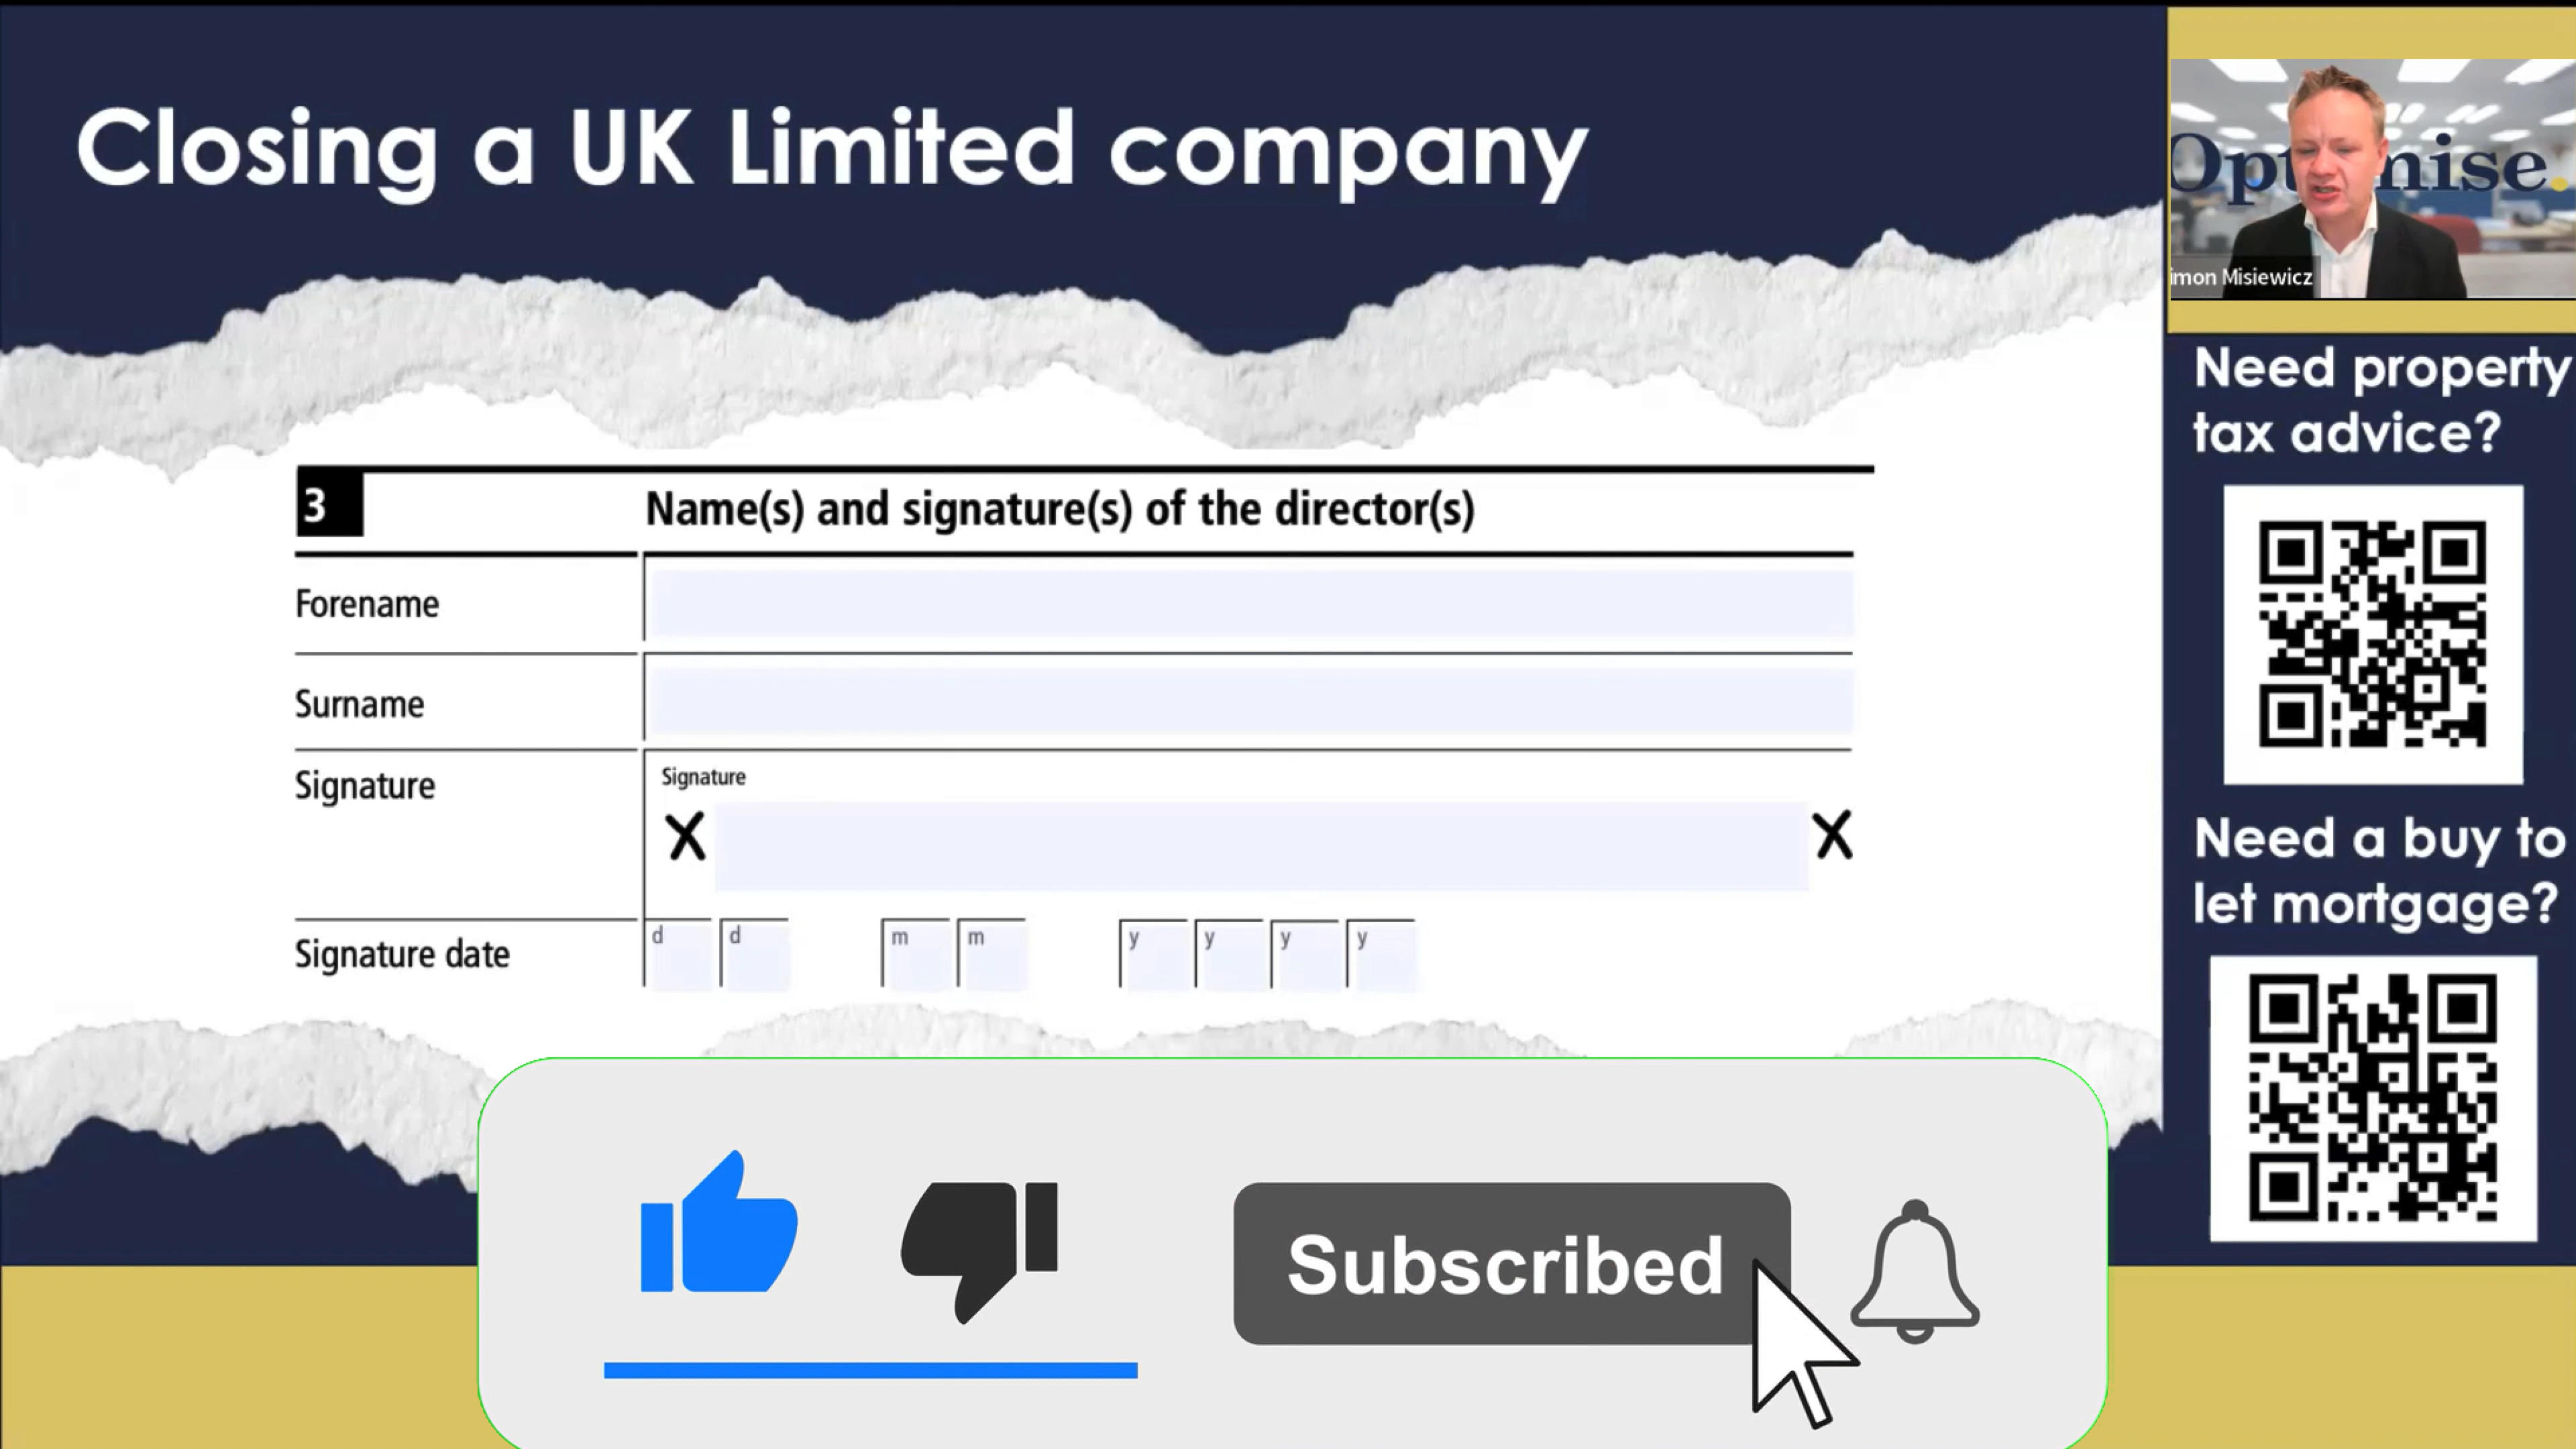 Closing a UK Limited company
imon Misiewicz
Need property
tax advice?
Need a buy to
let mortgage?
3
Name(s) and signature(s) of the director(s)
Forename
Surname
Signature
Signature
X X
Signature date
d d m m y y y y
Subscribed